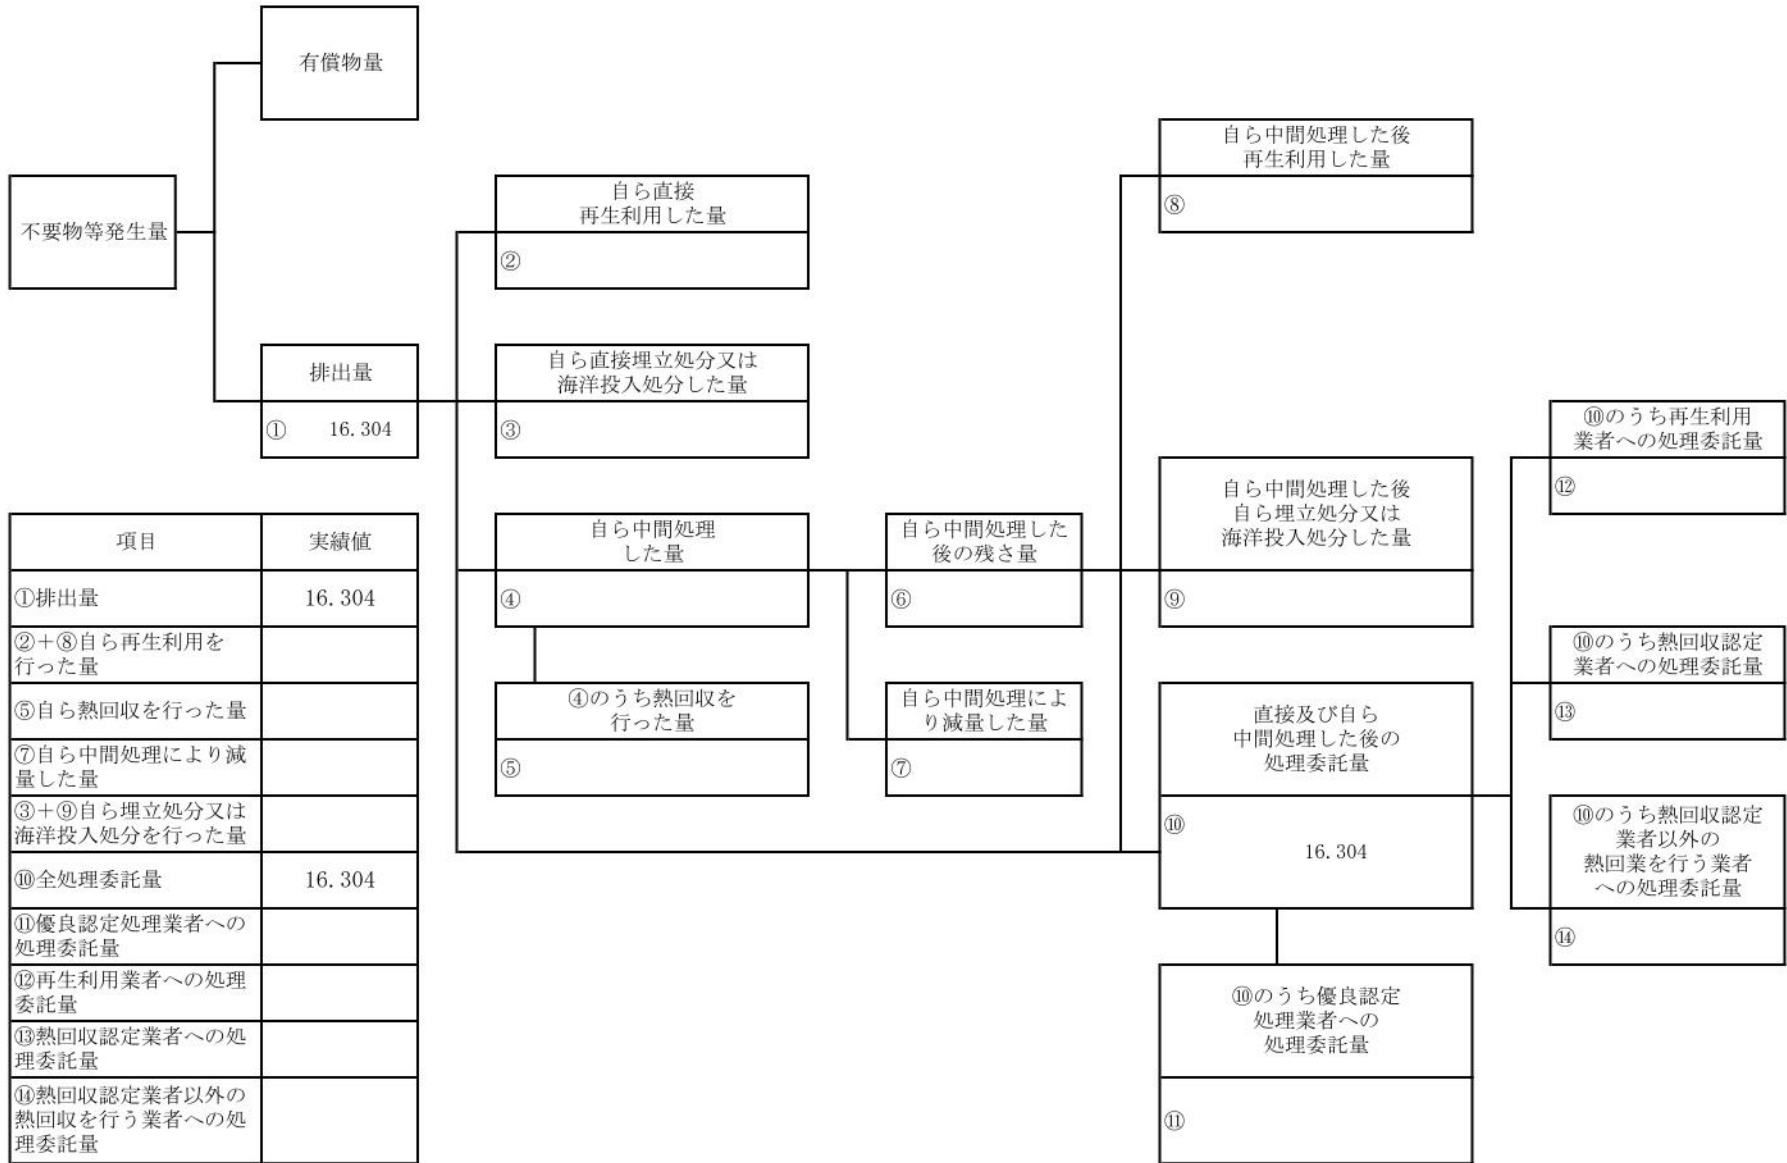 有償物量
不要物等発生量
排出量
① 16.304
自ら直接
再生利用した量
②
自ら直接埋立処分又は
海洋投入処分した量
③
自ら中間処理
した量
④
④のうち熱回収を
行った量
⑤
自ら中間処理した
後の残さ量
⑥
自ら中間処理によ
り減量した量
⑦
自ら中間処理した後
再生利用した量
⑧
自ら中間処理した後
自ら埋立処分又は
海洋投入処分した量
⑨
直接及び自ら
中間処理した後の
処理委託量
⑩
16.304
⑩のうち優良認定
処理業者への
処理委託量
⑪
⑩のうち再生利用
業者への処理委託量
⑫
⑩のうち熱回収認定
業者への処理委託量
⑬
⑩のうち熱回収認定
業者以外の
熱回業を行う業者
への処理委託量
⑭
項目 実績値
①排出量 16.304
②+⑧自ら再生利用を
行った量
⑤自ら熱回収を行った量
⑦自ら中間処理により減
量した量
③+⑨自ら埋立処分又は
海洋投入処分を行った量
⑩全処理委託量 16.304
⑪優良認定処理業者への
処理委託量
⑫再生利用業者への処理
委託量
⑬熱回収認定業者への処
理委託量
⑭熱回収認定業者以外の
熱回収を行う業者への処
理委託量